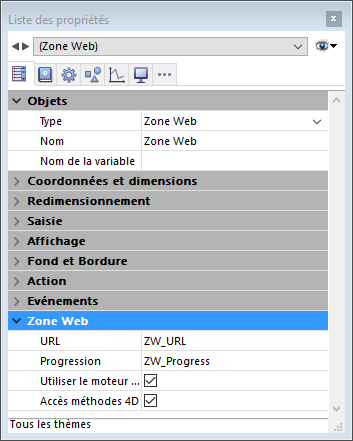 Liste des propriétés
x
(Zone Web)
Objets
Type Zone Web
Nom Zone Web
Nom de la variable
Coordonnées et dimensions
Redimensionnement
Saisie
Affichage
Fond et Bordure
Action
Evénements
Zone Web
URL ZW_URL
Progression ZW_Progress
Utiliser le moteur ...
Accès méthodes 4D
Tous les thèmes